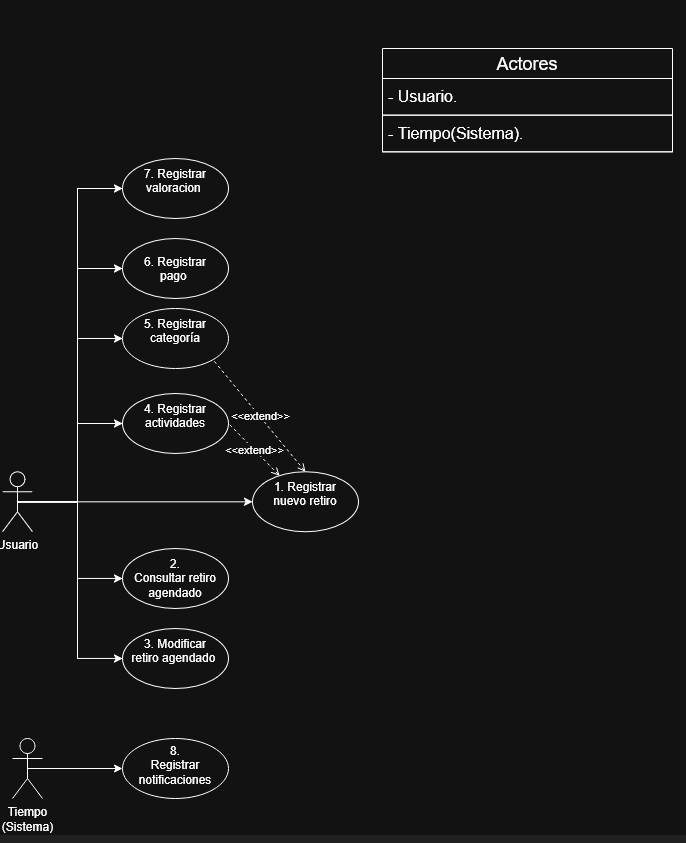 Actores
- Usuario.
- Tiempo(Sistema).
7. Registrar
valoracion
6. Registrar
pago
5. Registrar
categoría
4. Registrar
actividades
<<extend>>
<<extend>>
1. Registrar
nuevo retiro
Usuario
2.
Consultar retiro
agendado
3. Modificar
retiro agendado
8.
Registrar
notificaciones
Tiempo
(Sistema)